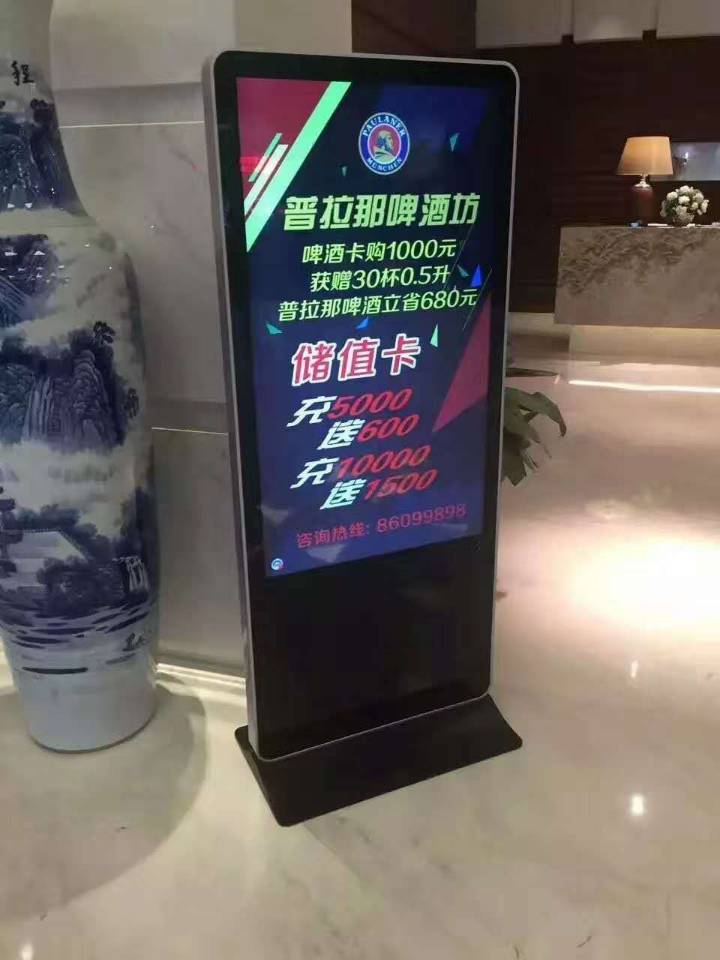 程
PAULANER
MÜNCHEN
普拉那啤酒坊
啤酒卡购1000元
获赠30杯0.5升
普拉那啤酒立省680元
储值卡
充5000
送600
充10000
送1500
咨询热线: 86099898